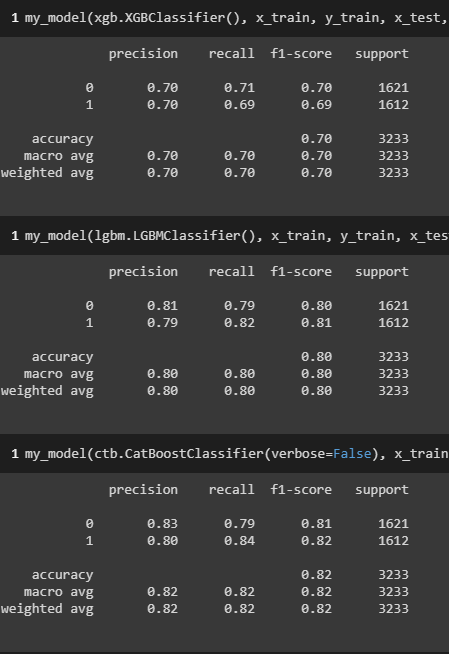 1 my_model(xgb.XGBClassifier(), x_train, y_train, x_test,
precision recall f1-score support
0 0.70 0.71 0.70 1621
1 0.70 0.69 0.69 1612
accuracy 0.70 3233
macro avg 0.70 0.70 0.70 3233
weighted avg 0.70 0.70 0.70 3233
1 my_model(lgbm.LGBMClassifier(), x_train, y_train, x_tes
precision recall f1-score support
0 0.81 0.79 0.80 1621
1 0.79 0.82 0.81 1612
accuracy 0.80 3233
macro avg 0.80 0.80 0.80 3233
weighted avg 0.80 0.80 0.80 3233
1 my_model(ctb.CatBoostClassifier(verbose=False), x_train
precision recall f1-score support
0 0.83 0.79 0.81 1621
1 0.80 0.84 0.82 1612
accuracy 0.82 3233
macro avg 0.82 0.82 0.82 3233
weighted avg 0.82 0.82 0.82 3233